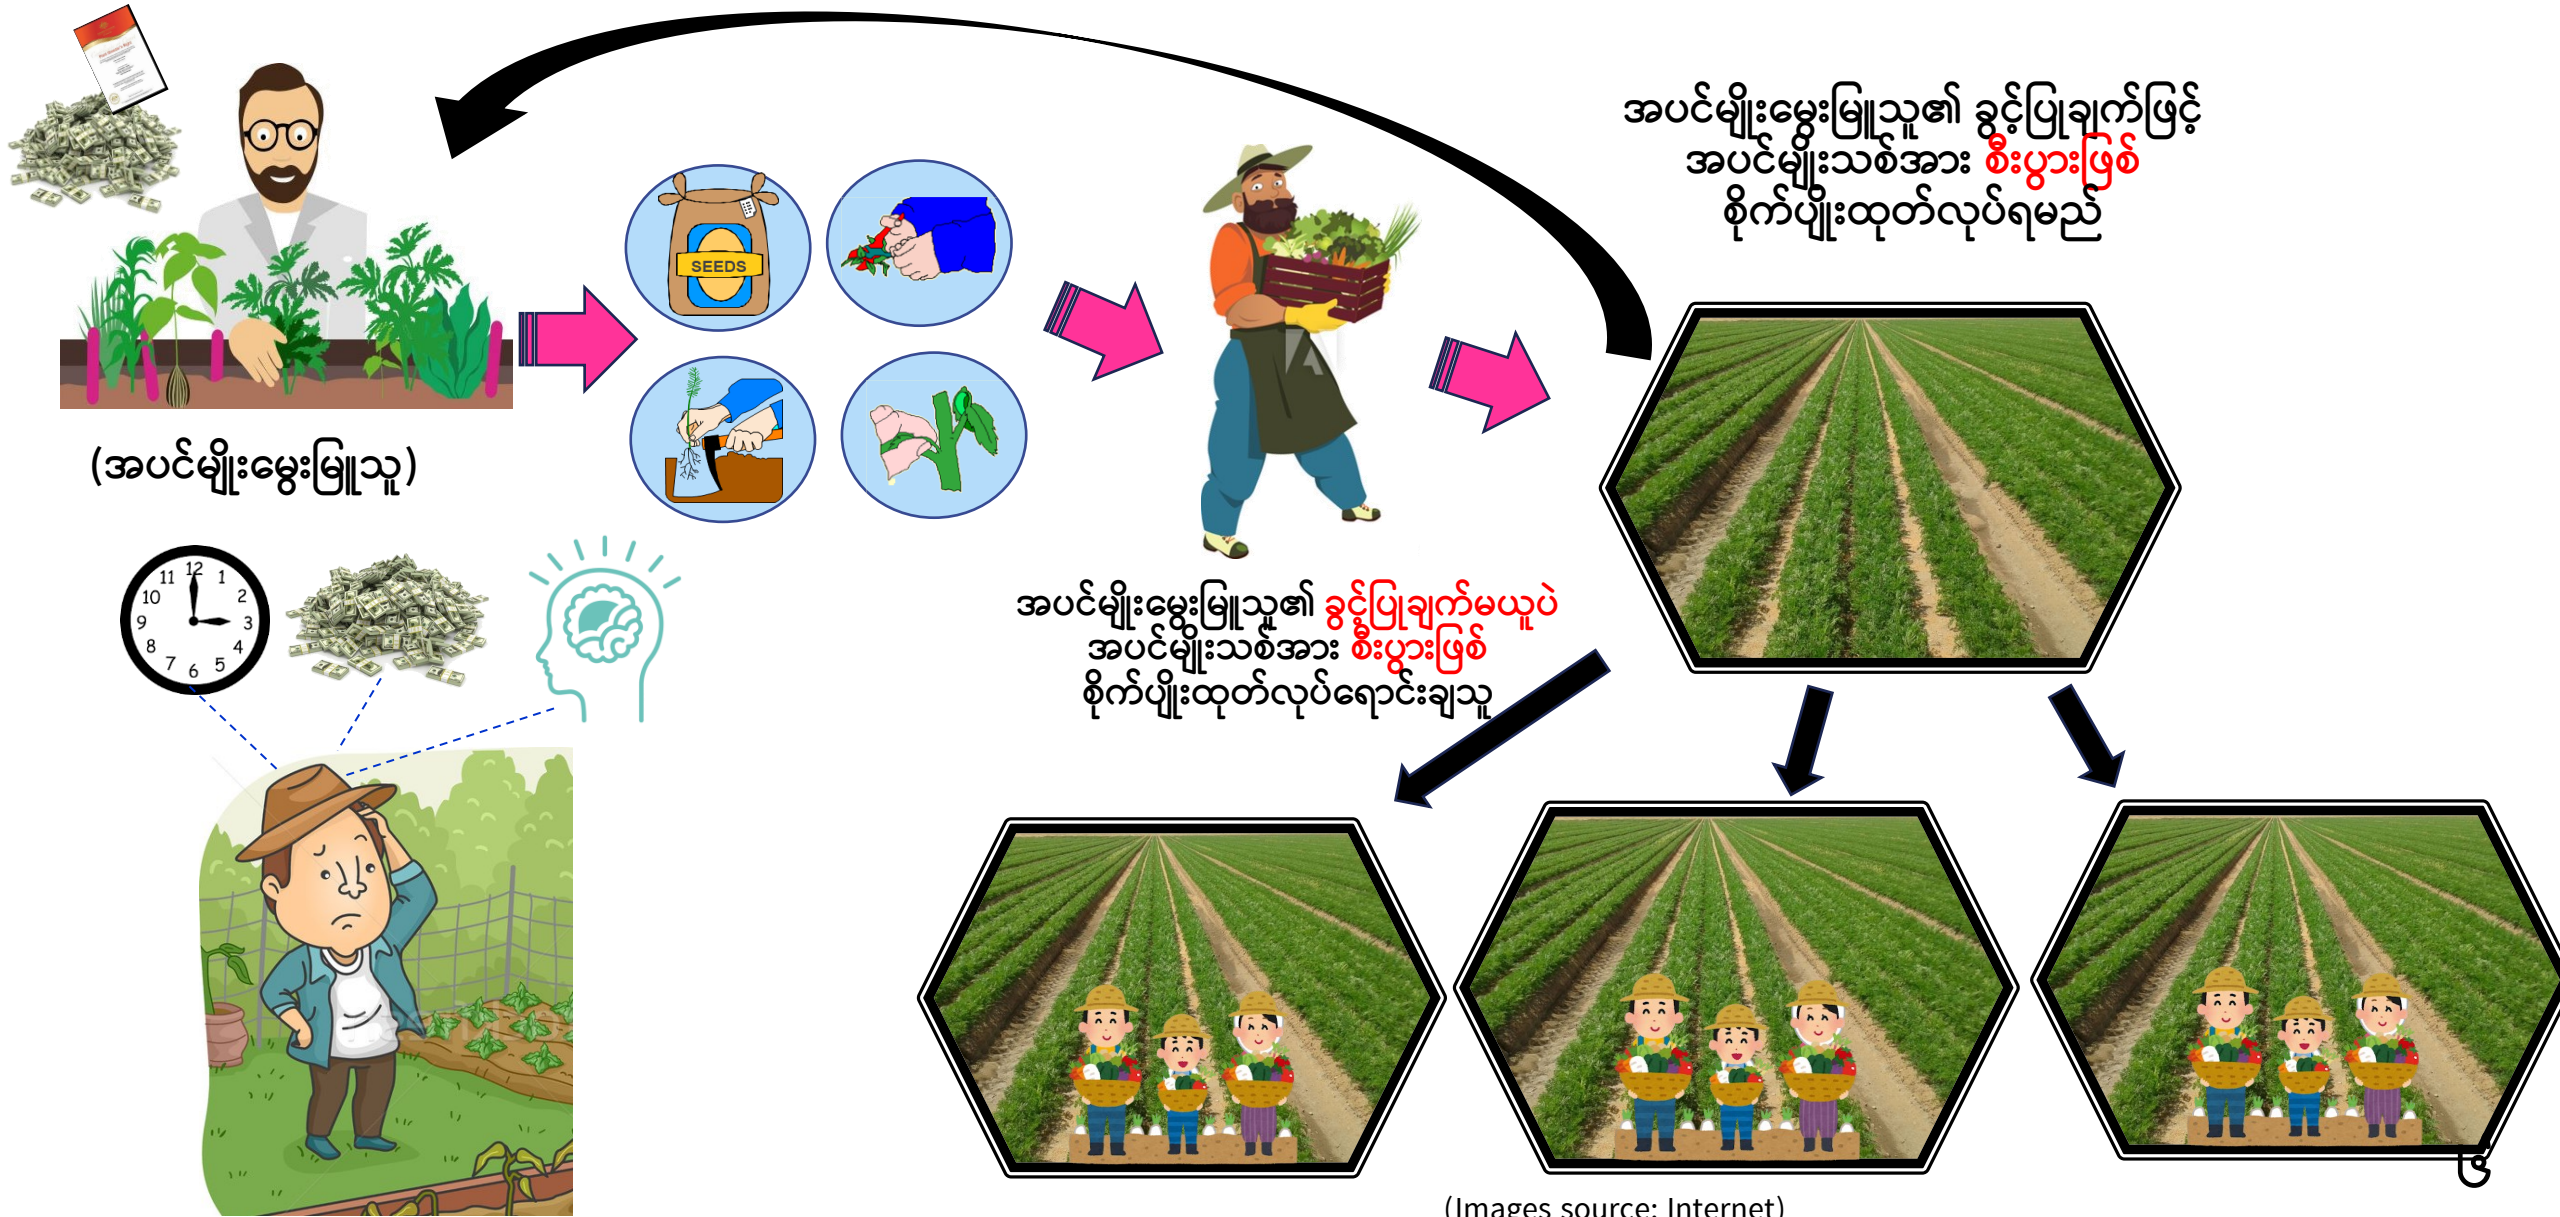 အပင်မျိုးမွေးမြူသူ၏ ခွင့်ပြုချက်ဖြင့်
အပင်မျိုးသစ်အား စီးပွားဖြစ်
စိုက်ပျိုးထုတ်လုပ်ရမည်
SEEDS
(အပင်မျိုးမွေးမြူသူ)
11 12 1
10 2
9 3
8 4
7 6 5
အပင်မျိုးမွေးမြူသူ၏ ခွင့်ပြုချက်မယူပဲ
အပင်မျိုးသစ်အား စီးပွားဖြစ်
စိုက်ပျိုးထုတ်လုပ်ရောင်းချသူ
(Images source: Internet)